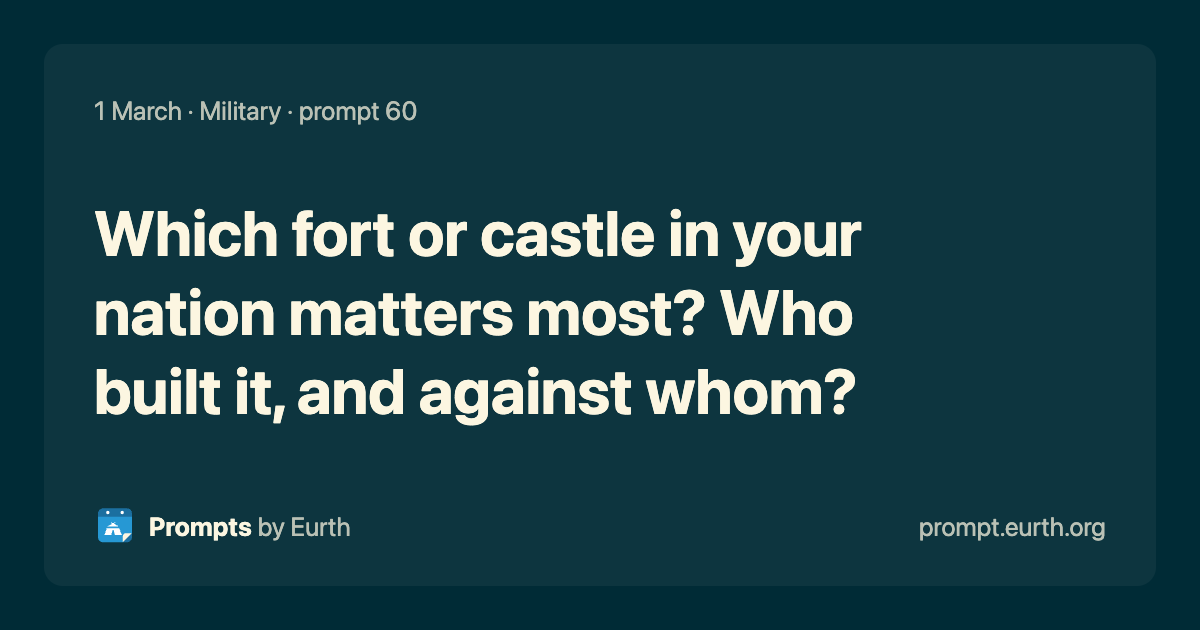 1 March · Military · prompt 60
Which fort or castle in your
nation matters most? Who
built it, and against whom?
Prompts by Eurth
prompt.eurth.org